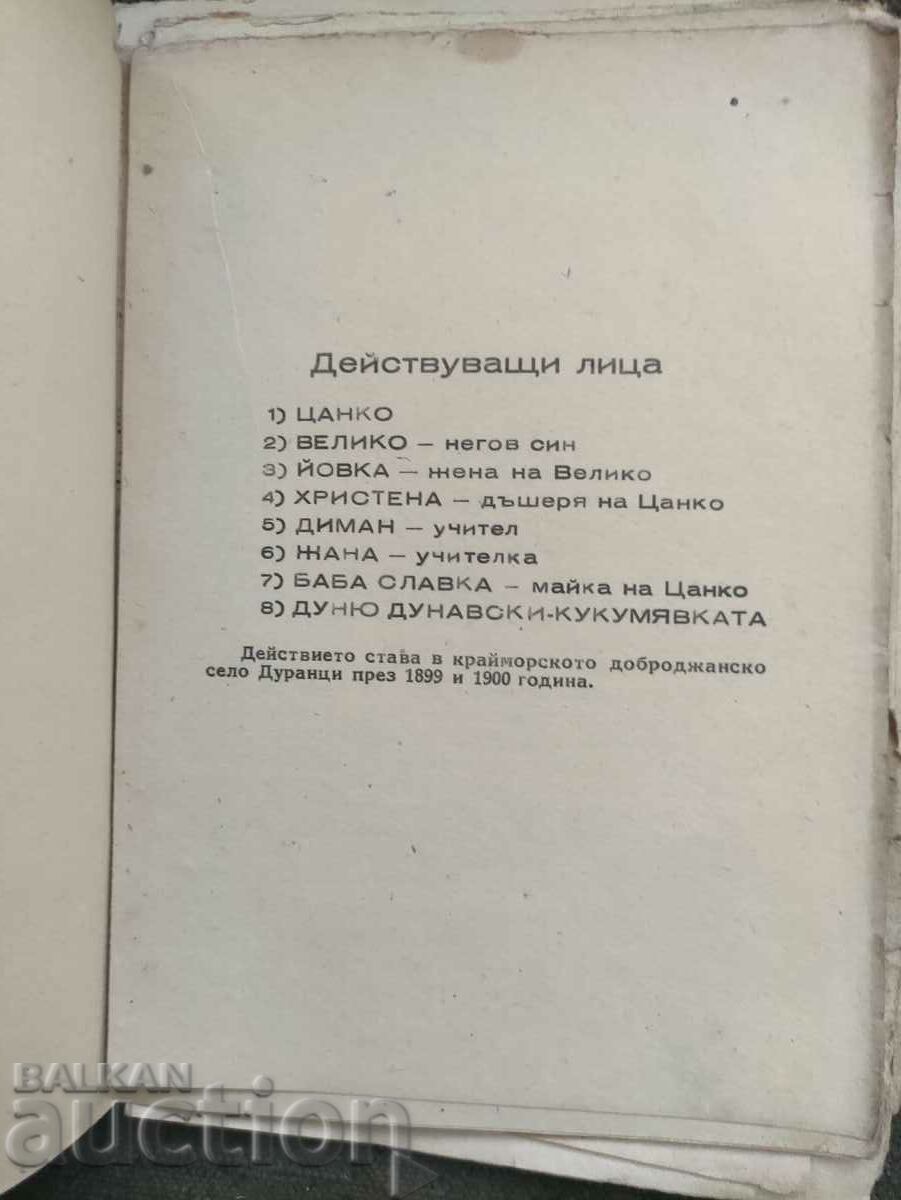 Действуващи лица
1) ЦАНКО
2) ВЕЛИКО — негов син
3) ЙОВКА — жена на Велико
4) ХРИСТЕНА — дъшеря на Цанко
5) ДИМАН — учител
6) ЖАНА — учителка
7) БАБА СЛАВКА — майка на Цанко
8) ДУНЮ ДУНАВСКИ-КУКУМЯВКАТА
Действието става в крайморското доброджанско
село Дуранци през 1899 и 1900 година.
BALKAN
auction